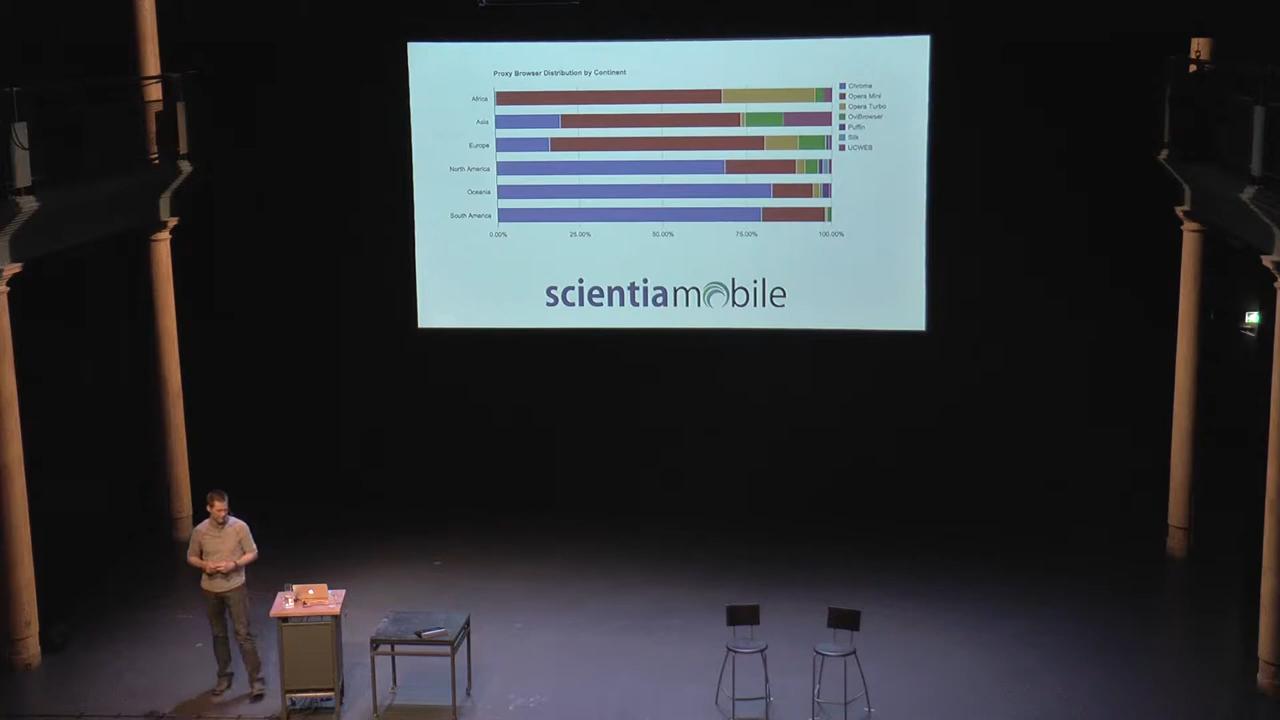 Proxy Browser Distribution by Continent
Africa
Asia
Europe
North America
Oceania
South America
0.00%
25.00%
50.00%
75.00%
100.00%
Chrome
Opera Mini
Opera Turbo
OviBrowser
Puffin
Silk
UCWEB
scientiamobile